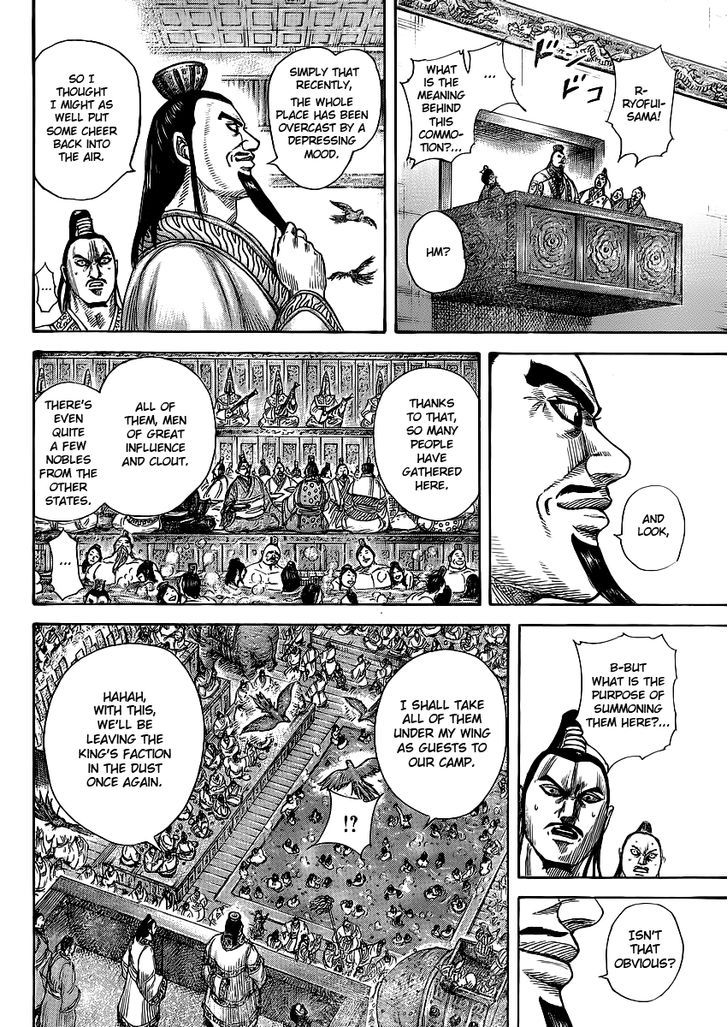 R-
RYOFUI-
SAMA!
...
WHAT
IS THE
MEANING
BEHIND
THIS
COMMO-
TION?...
ドドン
ドコ
HM?
SIMPLY THAT
RECENTLY,
THE WHOLE
PLACE HAS BEEN
OVERCAST BY A
DEPRESSING
MOOD.
SO I
THOUGHT
I MIGHT AS
WELL PUT
SOME CHEER
BACK INTO
THE AIR.
...
AND
LOOK,
THANKS
TO THAT,
SO MANY
PEOPLE
HAVE
GATHERED
HERE.
ALL OF
THEM, MEN
OF GREAT
INFLUENCE
AND CLOUT.
THERE'S
EVEN
QUITE
A FEW
NOBLES
FROM THE
OTHER
STATES.
...
B-BUT
WHAT IS THE
PURPOSE OF
SUMMONING
THEM HERE?...
ISN'T
THAT
OBVIOUS?
I SHALL TAKE
ALL OF THEM
UNDER MY WING
AS GUESTS TO
OUR CAMP.
!?
HAHAH,
WITH THIS,
WE'LL BE
LEAVING THE
KING'S FACTION
IN THE DUST
ONCE AGAIN.